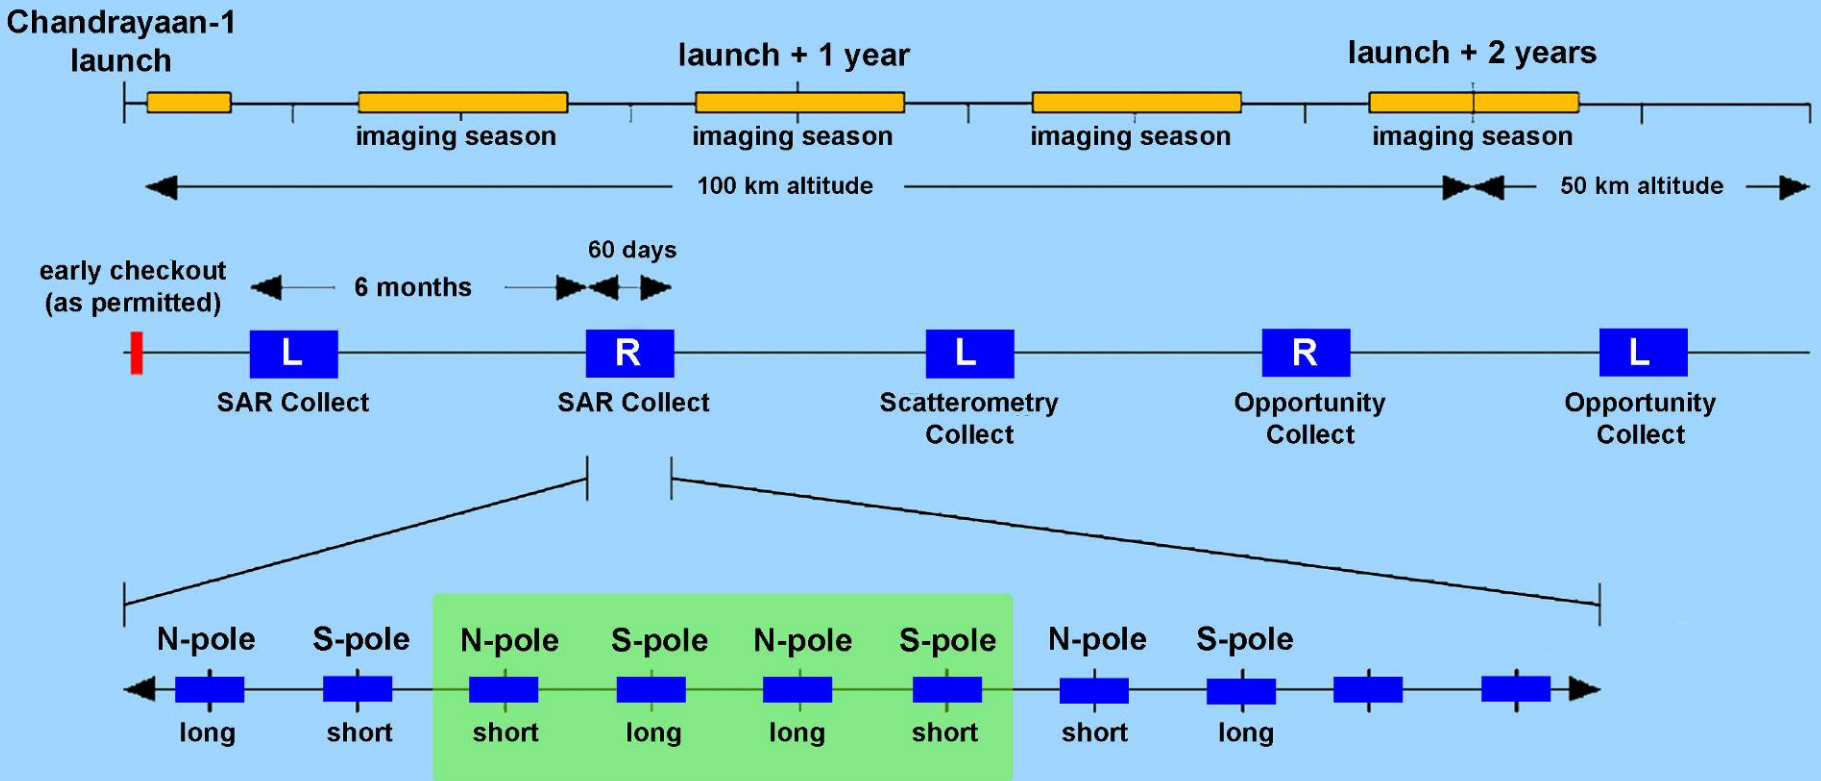 Chandrayaan-1
launch
launch + 1 year
launch + 2 years
imaging season
imaging season
imaging season
imaging season
100 km altitude
50 km altitude
60 days
early checkout
(as permitted)
6 months
L
R
L
R
L
SAR Collect
SAR Collect
Scatterometry
Collect
Opportunity
Collect
Opportunity
Collect
N-pole
S-pole
N-pole
S-pole
N-pole
S-pole
N-pole
S-pole
long
short
short
long
long
short
short
long